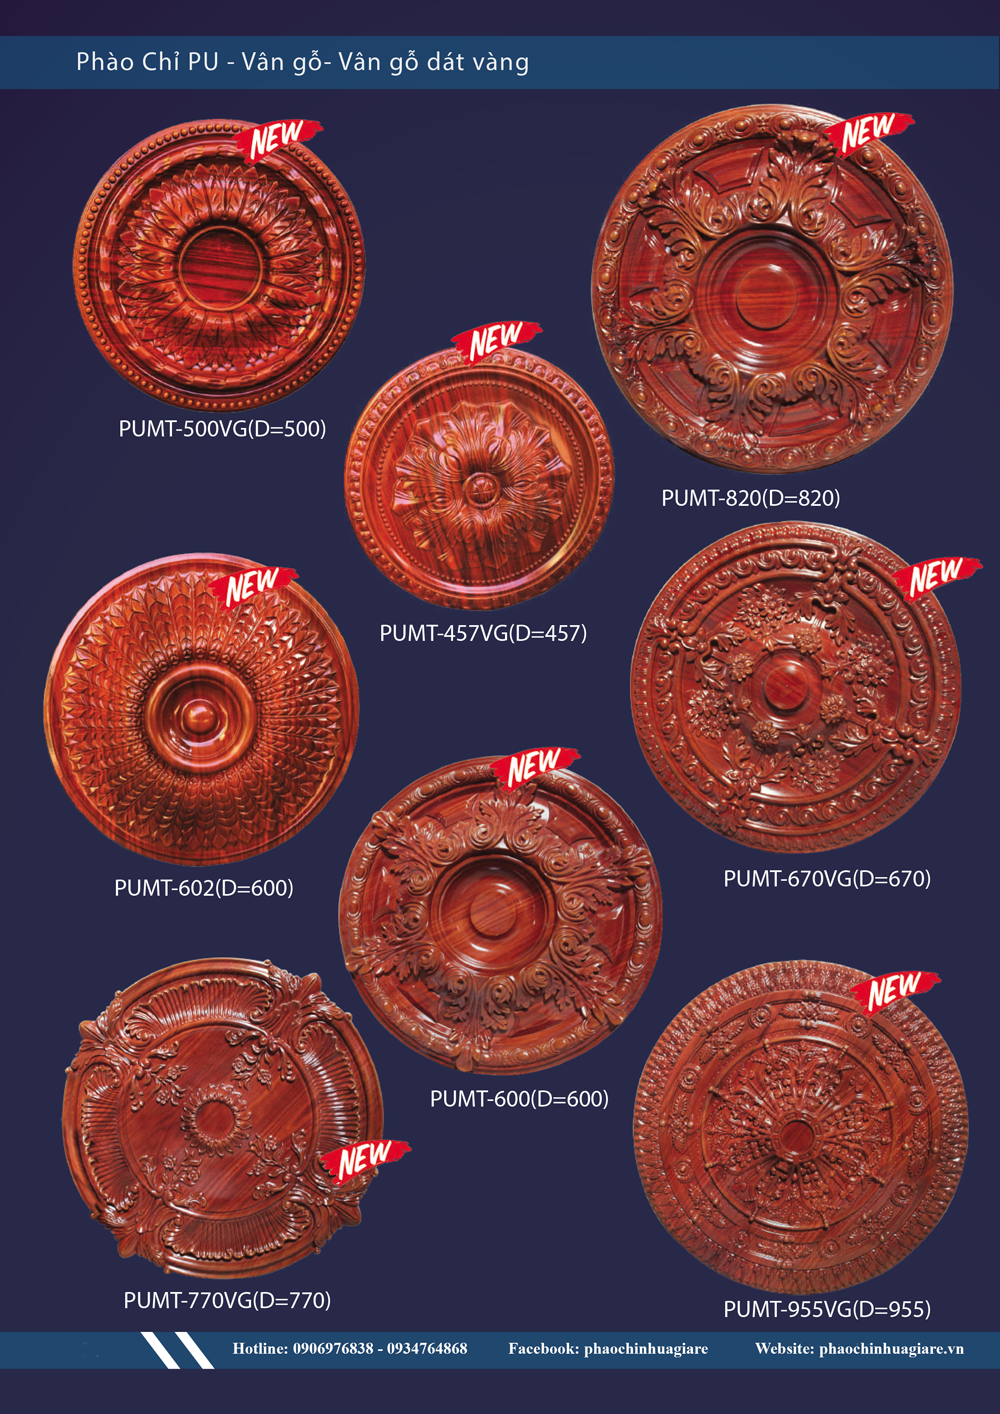 Phào Chỉ PU - Vân gỗ- Vân gỗ dát vàng
NEW
NEW
PUMT-500VG(D=500)
NEW
PUMT-820(D=820)
NEW
NEW
PUMT-457VG(D=457)
NEW
PUMT-602(D=600)
PUMT-670VG(D=670)
NEW
PUMT-600(D=600)
NEW
PUMT-770VG(D=770)
PUMT-955VG(D=955)
Hotline: 0906976838 - 0934764868 Facebook: phaochinhuagiare Website: phaochinhuagiare.vn